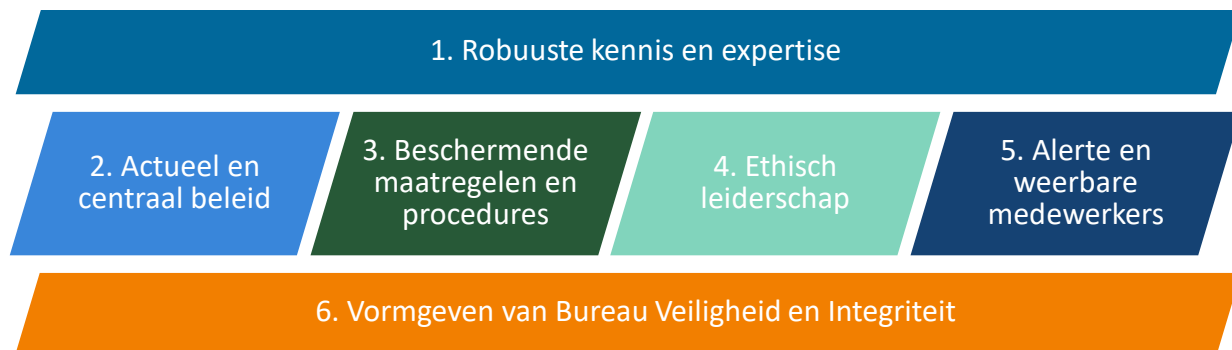 1. Robuuste kennis en expertise
2. Actueel en
centraal beleid
3. Beschermende
maatregelen en
procedures
4. Ethisch
leiderschap
5. Alerte en
weerbare
medewerkers
6. Vormgeven van Bureau Veiligheid en Integriteit